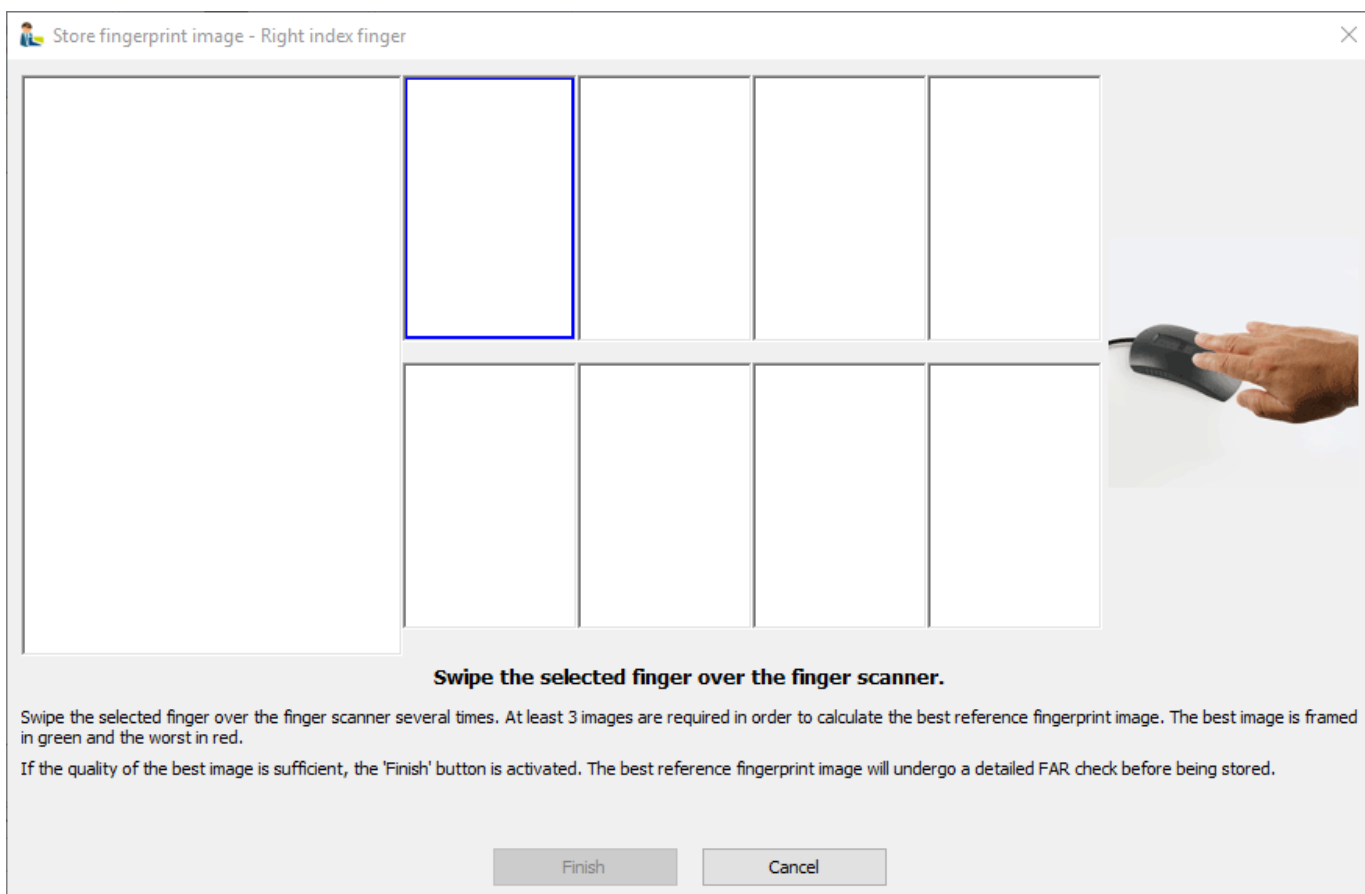 Store fingerprint image - Right index finger
Swipe the selected finger over the finger scanner.
Swipe the selected finger over the finger scanner several times. At least 3 images are required in order to calculate the best reference fingerprint image. The best image is framed
in green and the worst in red.
If the quality of the best image is sufficient, the 'Finish' button is activated. The best reference fingerprint image will undergo a detailed FAR check before being stored.
Finish
Cancel